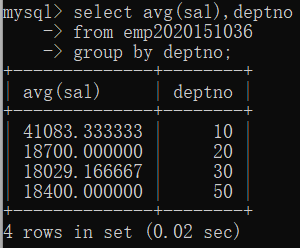 mysql> select avg(sal),deptno
    -> from emp2020151036
    -> group by deptno;
+--------------+--------+
| avg(sal)     | deptno |
+--------------+--------+
| 41083.333333 |     10 |
| 18700.000000 |     20 |
| 18029.166667 |     30 |
| 18400.000000 |     50 |
+--------------+--------+
4 rows in set (0.02 sec)